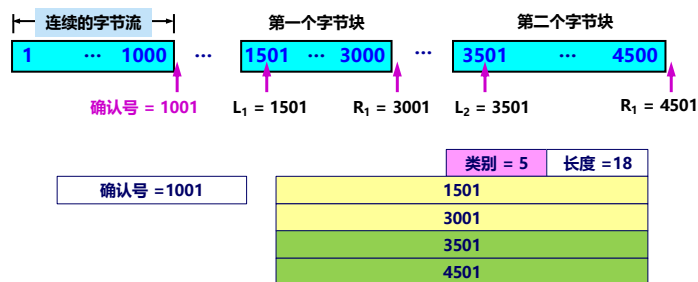 连续的字节流 第一个字节块 第二个字节块
1 ··· 1000 ··· 1501 ··· 3000 ··· 3501 ··· 4500
确认号 = 1001 L1 = 1501 R1 = 3001 L2 = 3501 R1 = 4501
类别 = 5 长度 =18
确认号 =1001 1501
3001
3501
4501